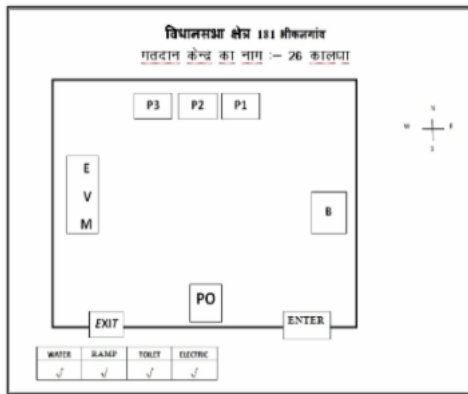 विधानसभा क्षेत्र 181 भीकनगांव
मतदान केन्द्र का नाम :– 26 कालधा
P3 P2 P1
N
W E
S
E
V
M
B
PO
EXIT
ENTER
WATER RAMP TOILET ELECTRIC
√ √ √ √